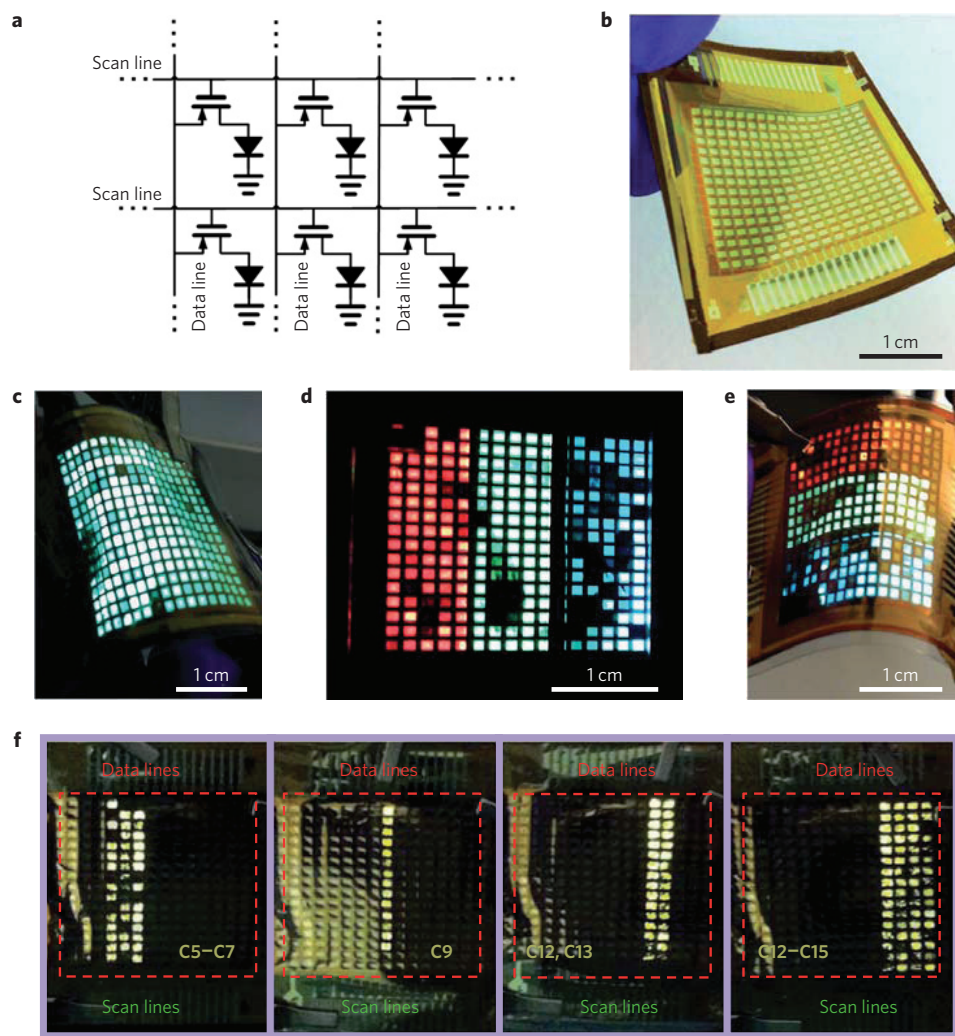 a
Scan line
Scan line
Data line
Data line
Data line
b
1 cm
c
1 cm
d
1 cm
e
1 cm
f
Data lines
C5–C7
Scan lines
Data lines
C9
Scan lines
Data lines
C12, C13
Scan lines
Data lines
C12–C15
Scan lines